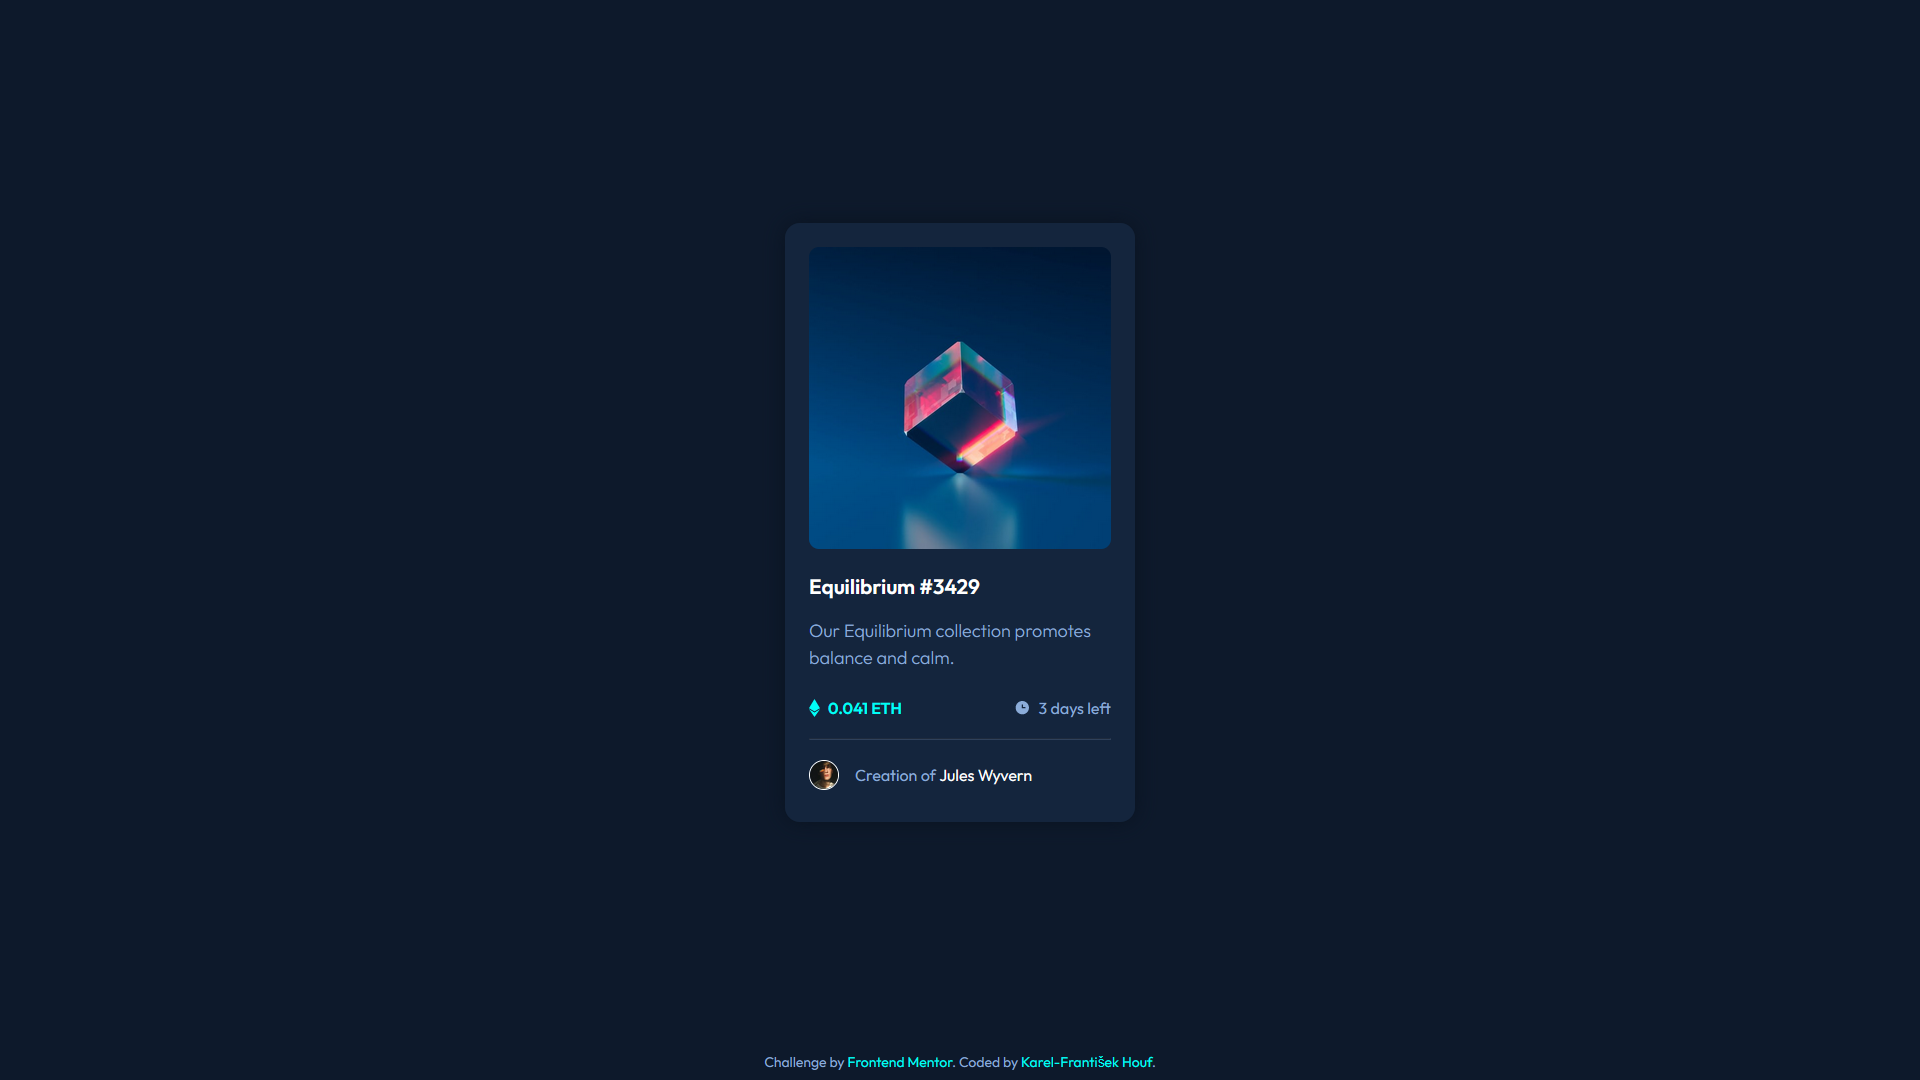 Equilibrium #3429
Our Equilibrium collection promotes
balance and calm.
0.041 ETH
3 days left
Creation of Jules Wyvern
Challenge by Frontend Mentor. Coded by Karel-František Houf.